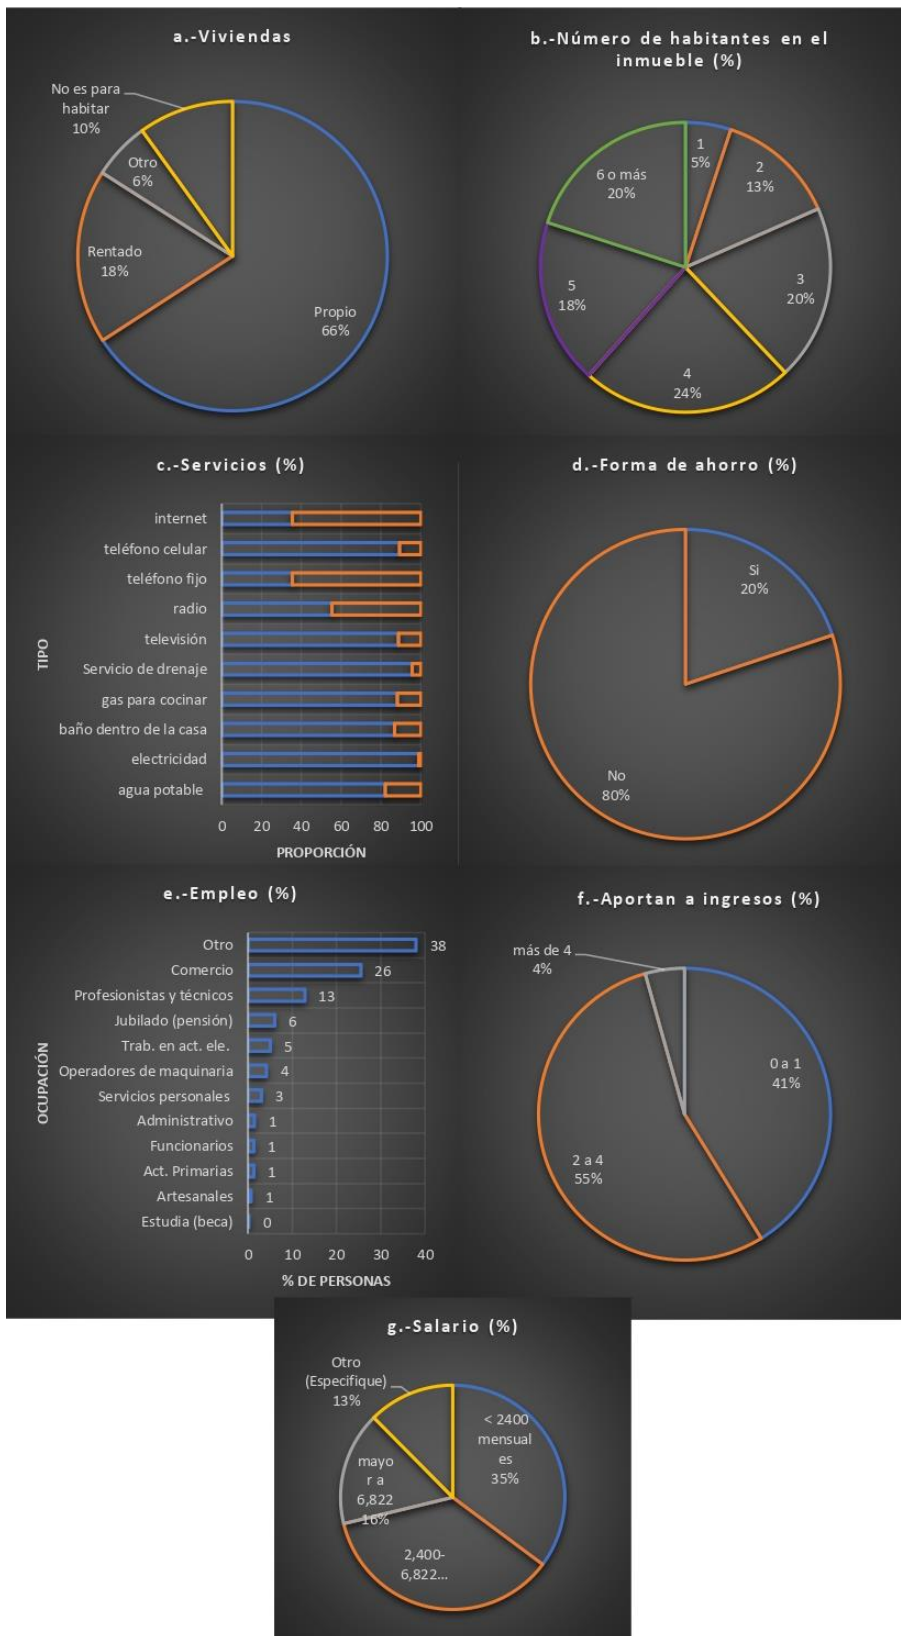 a.-Viviendas
No es para
habitar
10%
Otro
6%
Rentado
18%
Propio
66%
b.-Número de habitantes en el
inmueble (%)
1
5%
2
13%
3
20%
4
24%
5
18%
6 o más
20%
c.-Servicios (%)
TIPO
internet
teléfono celular
teléfono fijo
radio
televisión
Servicio de drenaje
gas para cocinar
baño dentro de la casa
electricidad
agua potable
0 20 40 60 80 100
PROPORCIÓN
d.-Forma de ahorro (%)
Si
20%
No
80%
e.-Empleo (%)
OCUPACIÓN
Otro 38
Comercio 26
Profesionistas y técnicos 13
Jubilado (pensión) 6
Trab. en act. ele. 5
Operadores de maquinaria 4
Servicios personales 3
Administrativo 1
Funcionarios 1
Act. Primarias 1
Artesanales 1
Estudia (beca) 0
0 10 20 30 40
% DE PERSONAS
f.-Aportan a ingresos (%)
más de 4
4%
0 a 1
41%
2 a 4
55%
g.-Salario (%)
Otro
(Especifique)
13%
< 2400
mensual
es
35%
mayo
r a
6,822
16%
2,400-
6,822...